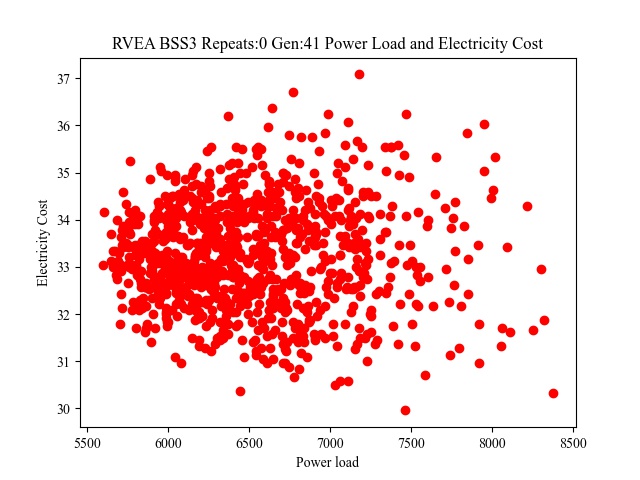 RVEA BSS3 Repeats:0 Gen:41 Power Load and Electricity Cost
37
36
35
34
33
32
31
30
Electricity Cost
5500 6000 6500 7000 7500 8000 8500
Power load